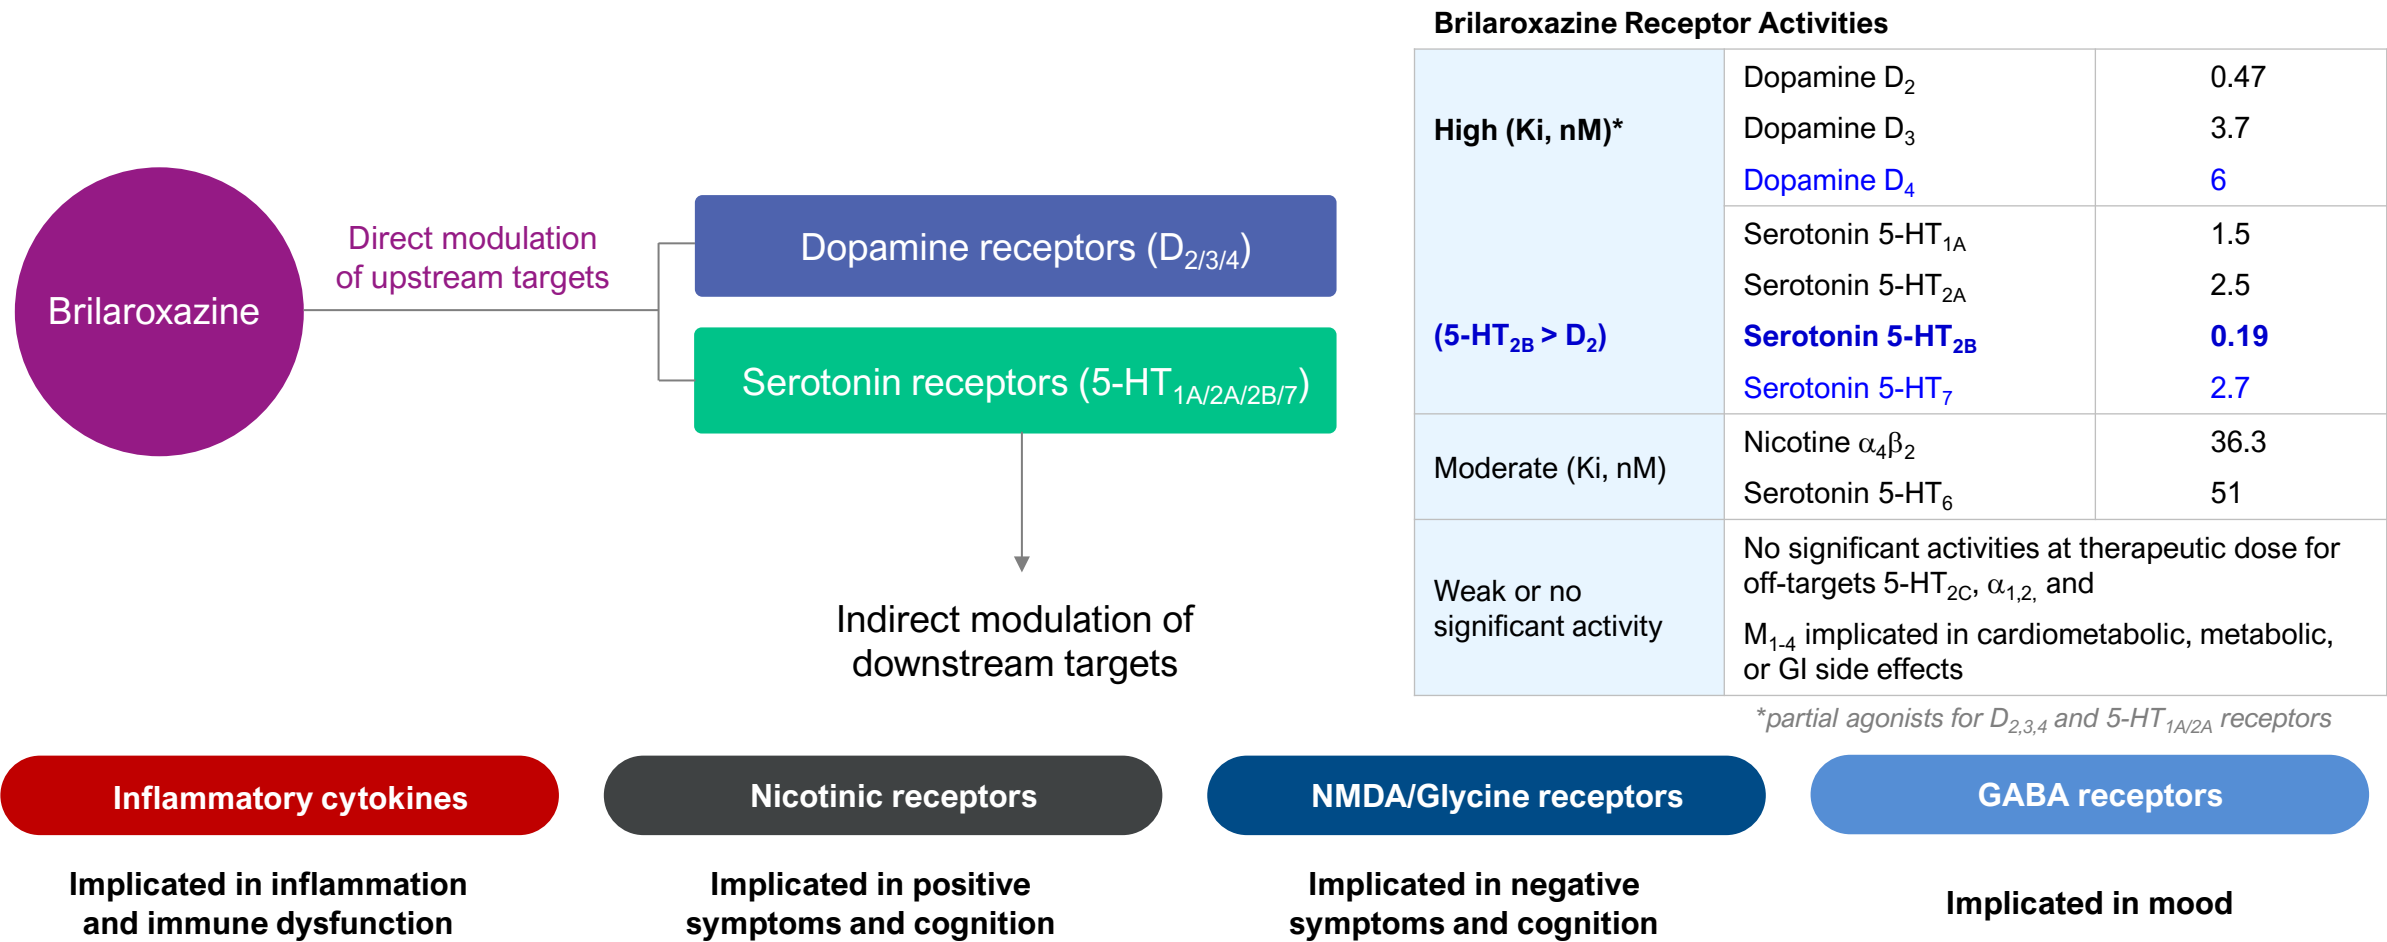 Brilaroxazine
Direct modulation
of upstream targets
Dopamine receptors (D2/3/4)
Serotonin receptors (5-HT1A/2A/2B/7)
Indirect modulation of
downstream targets
Brilaroxazine Receptor Activities
High (Ki, nM)*
Dopamine D2 0.47
Dopamine D3 3.7
Dopamine D4 6
(5-HT2B > D2)
Serotonin 5-HT1A 1.5
Serotonin 5-HT2A 2.5
Serotonin 5-HT2B 0.19
Serotonin 5-HT7 2.7
Moderate (Ki, nM)
Nicotine α4β2 36.3
Serotonin 5-HT6 51
Weak or no
significant activity
No significant activities at therapeutic dose for
off-targets 5-HT2C, α1,2, and
M1-4 implicated in cardiometabolic, metabolic,
or GI side effects
*partial agonists for D2,3,4 and 5-HT1A/2A receptors
Inflammatory cytokines
Implicated in inflammation
and immune dysfunction
Nicotinic receptors
Implicated in positive
symptoms and cognition
NMDA/Glycine receptors
Implicated in negative
symptoms and cognition
GABA receptors
Implicated in mood